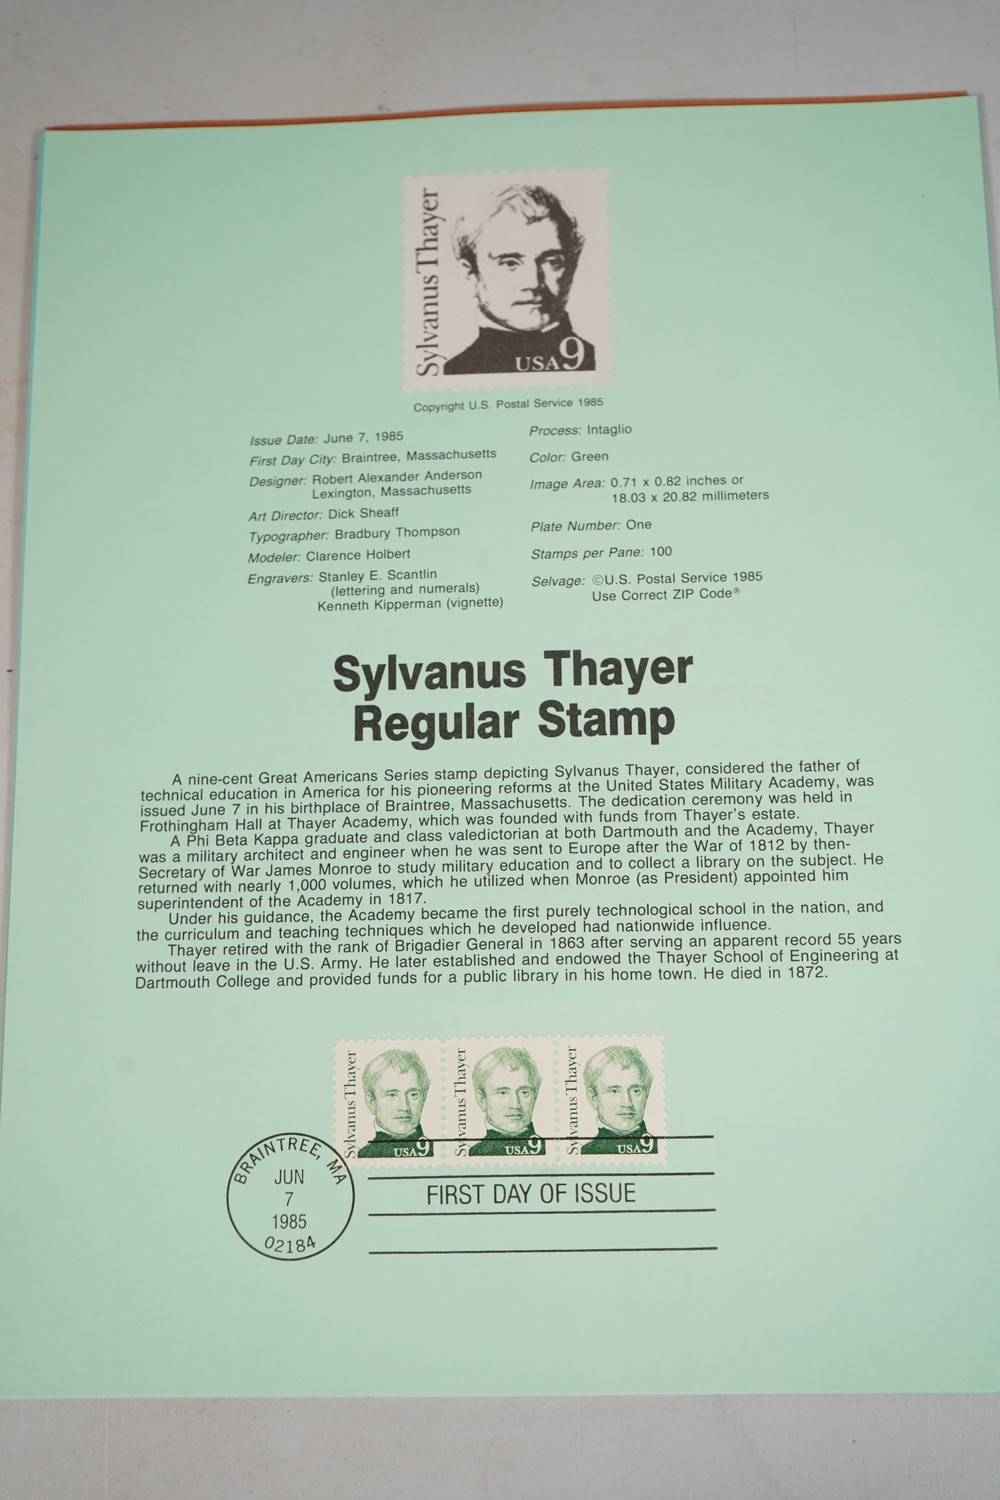 Sylvanus Thayer
USA 9
Copyright U.S. Postal Service 1985
Issue Date: June 7, 1985
First Day City: Braintree, Massachusetts
Designer: Robert Alexander Anderson
Lexington, Massachusetts
Art Director: Dick Sheaff
Typographer: Bradbury Thompson
Modeler: Clarence Holbert
Engravers: Stanley E. Scantlin
(lettering and numerals)
Kenneth Kipperman (vignette)
Process: Intaglio
Color: Green
Image Area: 0.71 x 0.82 inches or
18.03 x 20.82 millimeters
Plate Number: One
Stamps per Pane: 100
Selvage: ©U.S. Postal Service 1985
Use Correct ZIP Code®
Sylvanus Thayer
Regular Stamp
A nine-cent Great Americans Series stamp depicting Sylvanus Thayer, considered the father of
technical education in America for his pioneering reforms at the United States Military Academy, was
issued June 7 in his birthplace of Braintree, Massachusetts. The dedication ceremony was held in
Frothingham Hall at Thayer Academy, which was founded with funds from Thayer's estate.
A Phi Beta Kappa graduate and class valedictorian at both Dartmouth and the Academy, Thayer
was a military architect and engineer when he was sent to Europe after the War of 1812 by then-
Secretary of War James Monroe to study military education and to collect a library on the subject. He
returned with nearly 1,000 volumes, which he utilized when Monroe (as President) appointed him
superintendent of the Academy in 1817.
Under his guidance, the Academy became the first purely technological school in the nation, and
the curriculum and teaching techniques which he developed had nationwide influence.
Thayer retired with the rank of Brigadier General in 1863 after serving an apparent record 55 years
without leave in the U.S. Army. He later established and endowed the Thayer School of Engineering at
Dartmouth College and provided funds for a public library in his home town. He died in 1872.
Sylvanus Thayer
USA 9
Sylvanus Thayer
USA 9
Sylvanus Thayer
USA 9
BRAINTREE, MA
JUN
7
1985
02184
FIRST DAY OF ISSUE